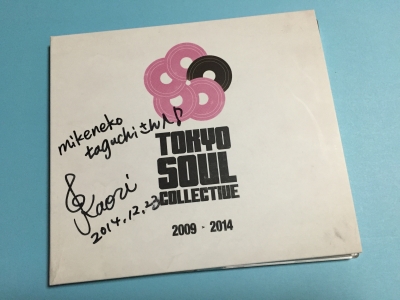 mikeneko
taguchiさんへ♪
TOKYO
SOUL
COLLECTIVE
Kaori
2014.12.23
2009 - 2014